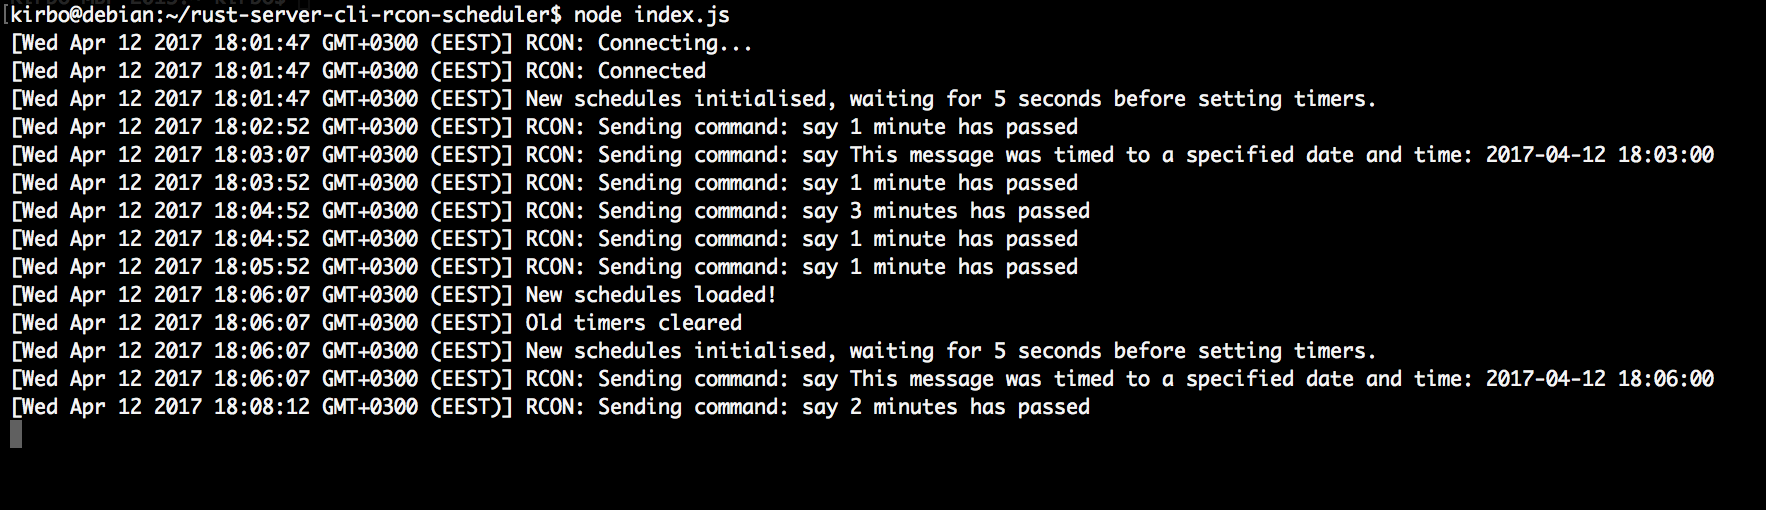 [kirbo@debian:~/rust-server-cli-rcon-scheduler$ node index.js
[Wed Apr 12 2017 18:01:47 GMT+0300 (EEST)] RCON: Connecting...
[Wed Apr 12 2017 18:01:47 GMT+0300 (EEST)] RCON: Connected
[Wed Apr 12 2017 18:01:47 GMT+0300 (EEST)] New schedules initialised, waiting for 5 seconds before setting timers.
[Wed Apr 12 2017 18:02:52 GMT+0300 (EEST)] RCON: Sending command: say 1 minute has passed
[Wed Apr 12 2017 18:03:07 GMT+0300 (EEST)] RCON: Sending command: say This message was timed to a specified date and time: 2017-04-12 18:03:00
[Wed Apr 12 2017 18:03:52 GMT+0300 (EEST)] RCON: Sending command: say 1 minute has passed
[Wed Apr 12 2017 18:04:52 GMT+0300 (EEST)] RCON: Sending command: say 3 minutes has passed
[Wed Apr 12 2017 18:04:52 GMT+0300 (EEST)] RCON: Sending command: say 1 minute has passed
[Wed Apr 12 2017 18:05:52 GMT+0300 (EEST)] RCON: Sending command: say 1 minute has passed
[Wed Apr 12 2017 18:06:07 GMT+0300 (EEST)] New schedules loaded!
[Wed Apr 12 2017 18:06:07 GMT+0300 (EEST)] Old timers cleared
[Wed Apr 12 2017 18:06:07 GMT+0300 (EEST)] New schedules initialised, waiting for 5 seconds before setting timers.
[Wed Apr 12 2017 18:06:07 GMT+0300 (EEST)] RCON: Sending command: say This message was timed to a specified date and time: 2017-04-12 18:06:00
[Wed Apr 12 2017 18:08:12 GMT+0300 (EEST)] RCON: Sending command: say 2 minutes has passed